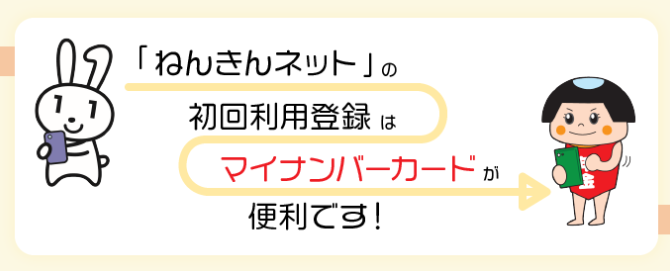 「ねんきんネット」の
初回利用登録は
マイナンバーカードが
便利です!